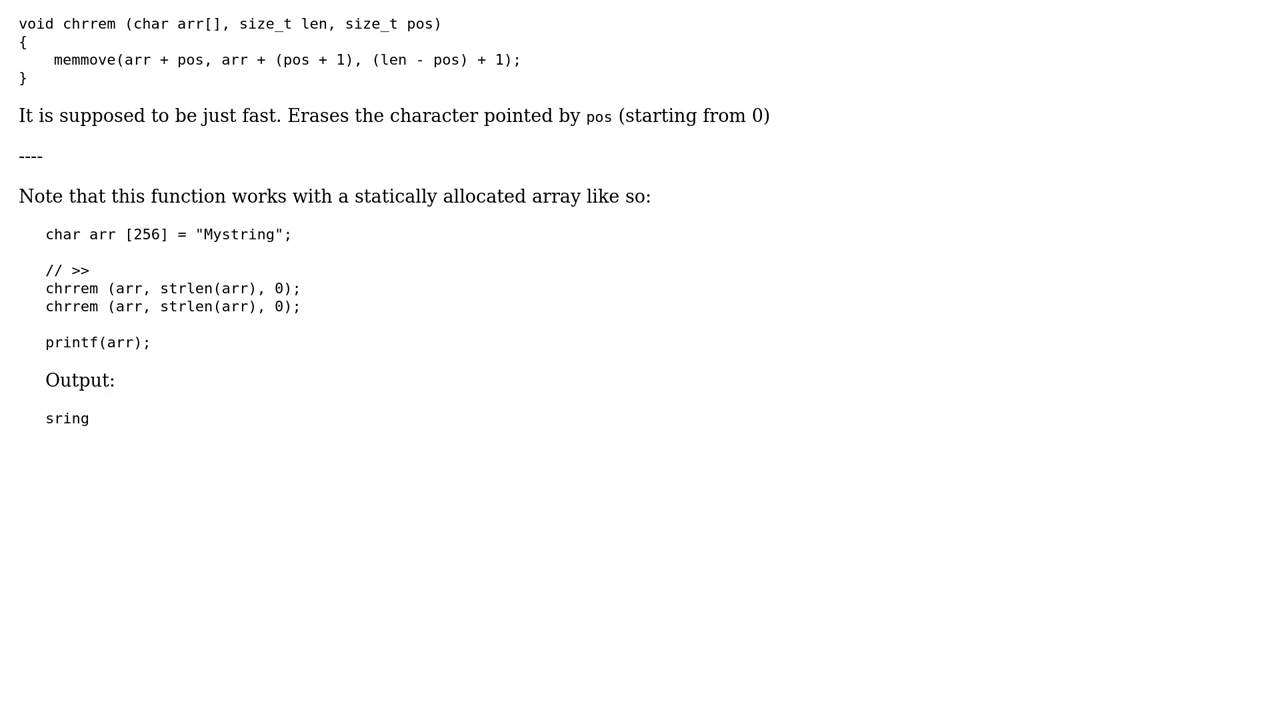 void chrrem (char arr[], size_t len, size_t pos)
{
    memmove(arr + pos, arr + (pos + 1), (len - pos) + 1);
}
It is supposed to be just fast. Erases the character pointed by pos (starting from 0)
----
Note that this function works with a statically allocated array like so:
char arr [256] = "Mystring";
// >>
chrrem (arr, strlen(arr), 0);
chrrem (arr, strlen(arr), 0);
printf(arr);
Output:
sring